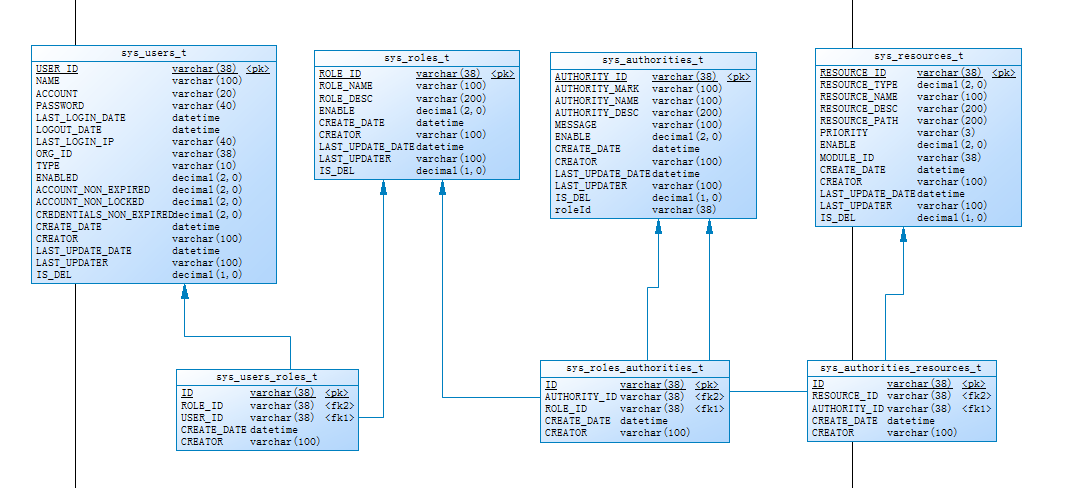 sys_users_t
USER_ID varchar(38) <pk>
NAME varchar(100)
ACCOUNT varchar(20)
PASSWORD varchar(40)
LAST_LOGIN_DATE datetime
LOGOUT_DATE datetime
LAST_LOGIN_IP varchar(40)
ORG_ID varchar(38)
TYPE varchar(10)
ENABLED decimal(2,0)
ACCOUNT_NON_EXPIRED decimal(2,0)
ACCOUNT_NON_LOCKED decimal(2,0)
CREDENTIALS_NON_EXPIRED decimal(2,0)
CREATE_DATE datetime
CREATOR varchar(100)
LAST_UPDATE_DATE datetime
LAST_UPDATER varchar(100)
IS_DEL decimal(1,0)
sys_roles_t
ROLE_ID varchar(38) <pk>
ROLE_NAME varchar(100)
ROLE_DESC varchar(200)
ENABLE decimal(2,0)
CREATE_DATE datetime
CREATOR varchar(100)
LAST_UPDATE_DATE datetime
LAST_UPDATER varchar(100)
IS_DEL decimal(1,0)
sys_authorities_t
AUTHORITY_ID varchar(38) <pk>
AUTHORITY_MARK varchar(100)
AUTHORITY_NAME varchar(100)
AUTHORITY_DESC varchar(200)
MESSAGE varchar(100)
ENABLE decimal(2,0)
CREATE_DATE datetime
CREATOR varchar(100)
LAST_UPDATE_DATE datetime
LAST_UPDATER varchar(100)
IS_DEL decimal(1,0)
roleId varchar(38)
sys_resources_t
RESOURCE_ID varchar(38) <pk>
RESOURCE_TYPE decimal(2,0)
RESOURCE_NAME varchar(100)
RESOURCE_DESC varchar(200)
RESOURCE_PATH varchar(200)
PRIORITY varchar(3)
ENABLE decimal(2,0)
MODULE_ID varchar(38)
CREATE_DATE datetime
CREATOR varchar(100)
LAST_UPDATE_DATE datetime
LAST_UPDATER varchar(100)
IS_DEL decimal(1,0)
sys_users_roles_t
ID varchar(38) <pk>
ROLE_ID varchar(38) <fk2>
USER_ID varchar(38) <fk1>
CREATE_DATE datetime
CREATOR varchar(100)
sys_roles_authorities_t
ID varchar(38) <pk>
AUTHORITY_ID varchar(38) <fk2>
ROLE_ID varchar(38) <fk1>
CREATE_DATE datetime
CREATOR varchar(100)
sys_authorities_resources_t
ID varchar(38) <pk>
RESOURCE_ID varchar(38) <fk2>
AUTHORITY_ID varchar(38) <fk1>
CREATE_DATE datetime
CREATOR varchar(100)